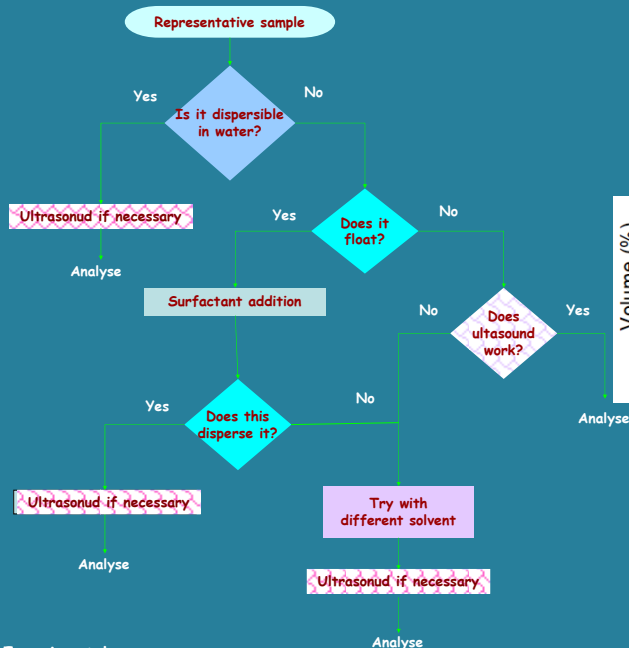 Representative sample
Yes
No
Is it dispersible
in water?
Ultrasonud if necessary
Analyse
Yes
Does it
float?
No
Surfactant addition
No
Does
ultasound
work?
Yes
Analyse
Volume (%
Yes
Does this
disperse it?
No
Ultrasonud if necessary
Analyse
Try with
different solvent
Ultrasonud if necessary
Analyse